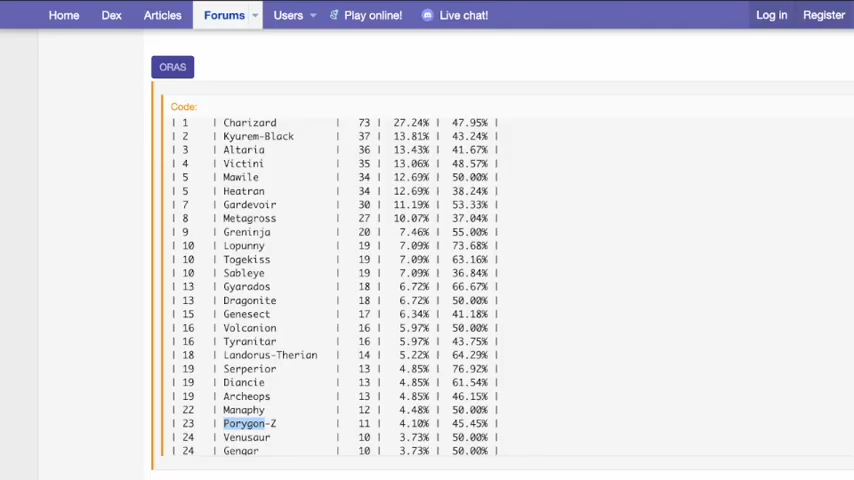 Home Dex Articles Forums Users Play online! Live chat! Log in Register
ORAS
Code:
| 1 | Charizard | 73 | 27.24% | 47.95% |
| 2 | Kyurem-Black | 37 | 13.81% | 43.24% |
| 3 | Altaria | 36 | 13.43% | 41.67% |
| 4 | Victini | 35 | 13.06% | 48.57% |
| 5 | Mawile | 34 | 12.69% | 50.00% |
| 5 | Heatran | 34 | 12.69% | 38.24% |
| 7 | Gardevoir | 30 | 11.19% | 53.33% |
| 8 | Metagross | 27 | 10.07% | 37.04% |
| 9 | Greninja | 20 | 7.46% | 55.00% |
| 10 | Lopunny | 19 | 7.09% | 73.68% |
| 10 | Togekiss | 19 | 7.09% | 63.16% |
| 10 | Sableye | 19 | 7.09% | 36.84% |
| 13 | Gyarados | 18 | 6.72% | 66.67% |
| 13 | Dragonite | 18 | 6.72% | 50.00% |
| 15 | Genesect | 17 | 6.34% | 41.18% |
| 16 | Volcanion | 16 | 5.97% | 50.00% |
| 16 | Tyranitar | 16 | 5.97% | 43.75% |
| 18 | Landorus-Therian | 14 | 5.22% | 64.29% |
| 19 | Serperior | 13 | 4.85% | 76.92% |
| 19 | Diancie | 13 | 4.85% | 61.54% |
| 19 | Archeops | 13 | 4.85% | 46.15% |
| 22 | Manaphy | 12 | 4.48% | 50.00% |
| 23 | Porygon-Z | 11 | 4.10% | 45.45% |
| 24 | Venusaur | 10 | 3.73% | 50.00% |
| 24 | Gengar | 10 | 3.73% | 50.00% |